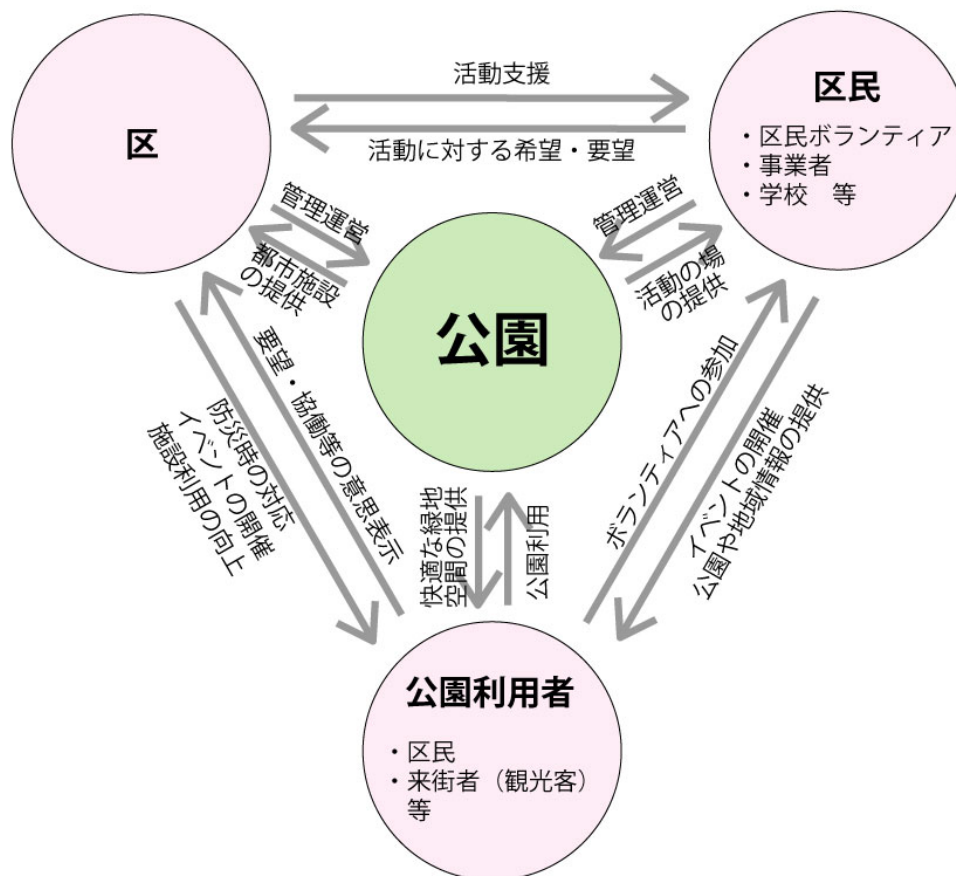 区
活動支援
活動に対する希望・要望
区民
・区民ボランティア
・事業者
・学校　等
管理運営
都市施設
の提供
管理運営
活動の場
の提供
公園
要望・協働等の意思表示
防災時の対応
イベントの開催
施設利用の向上
快適な緑地
空間の提供
公園利用
ボランティアへの参加
イベントの開催
公園や地域情報の提供
公園利用者
・区民
・来街者（観光客）
等